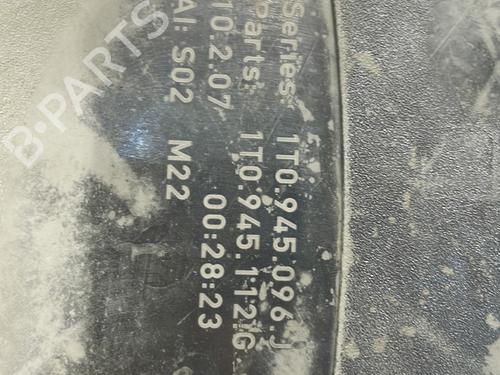 Series: 1T0.945.096.J
parts: 1T0.945.112.G
10.2.07 00:28:23
AI: S02 M22
B-PARTS